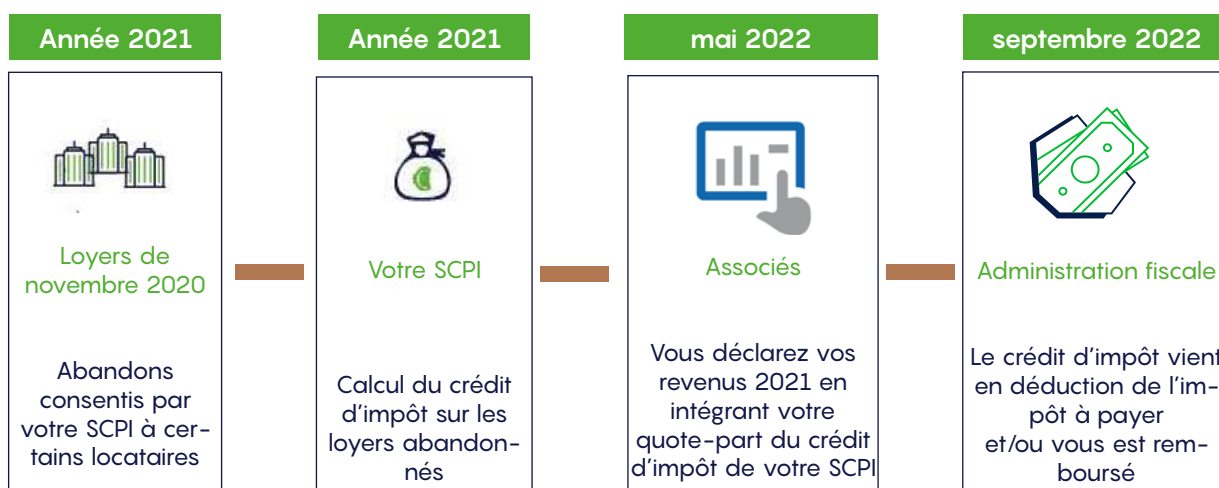 Année 2021
Loyers de
novembre 2020
Abandons
consentis par
votre SCPI à cer-
tains locataires
Année 2021
Votre SCPI
Calcul du crédit
d'impôt sur les
loyers abandon-
nés
mai 2022
Associés
Vous déclarez vos
revenus 2021 en
intégrant votre
quote-part du crédit
d'impôt de votre SCPI
septembre 2022
Administration fiscale
Le crédit d'impôt vient
en déduction de l'im-
pôt à payer
et/ou vous est rem-
boursé